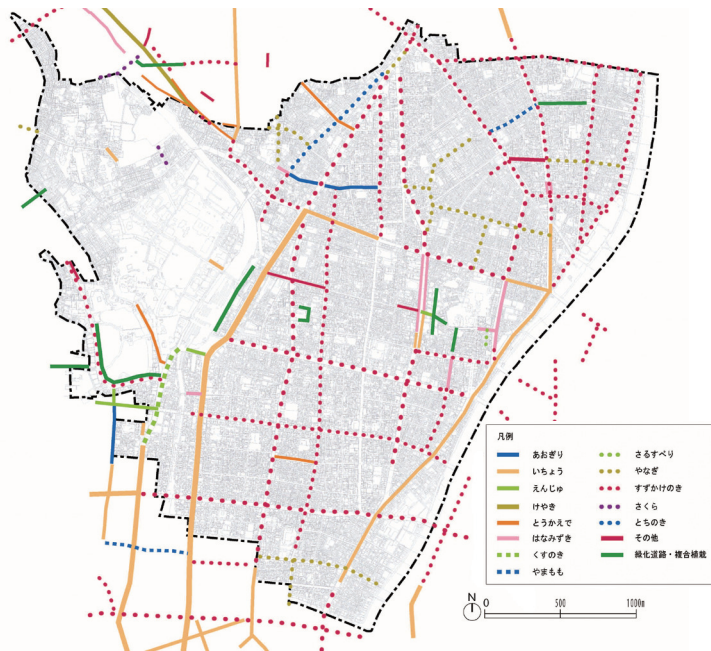 凡例
あおぎり
いちょう
えんじゅ
けやき
とうかえで
はなみずき
くすのき
やまもも
さるすべり
やなぎ
すずかけのき
さくら
とちのき
その他
緑化道路・複合植栽
N
0 500 1000m